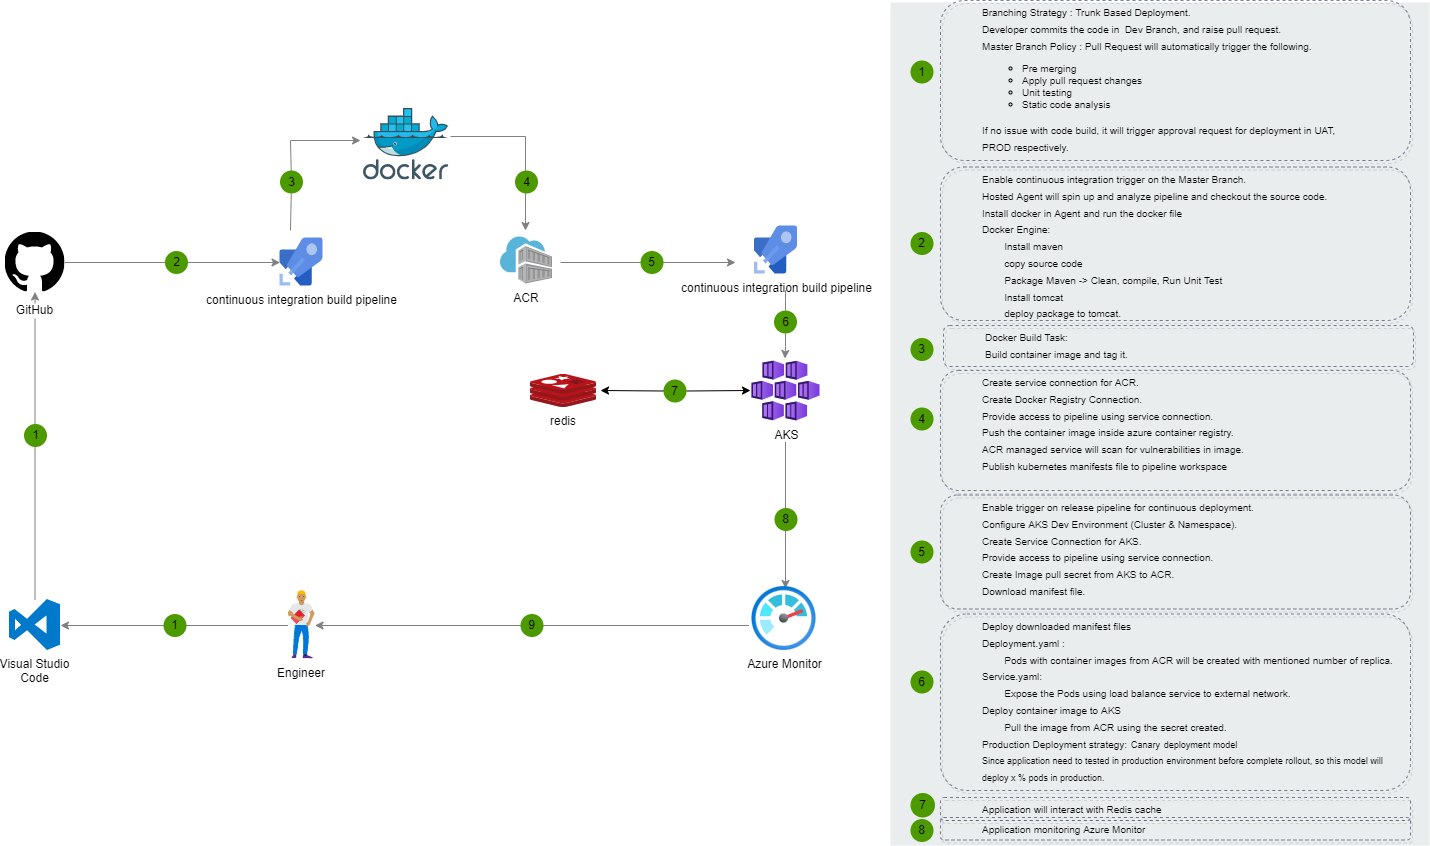 docker
3
4
GitHub
2
continuous integration build pipeline
ACR
5
continuous integration build pipeline
6
redis
7
AKS
1
8
Visual Studio
Code
1
Engineer
9
Azure Monitor
1
Branching Strategy : Trunk Based Deployment.
Developer commits the code in Dev Branch, and raise pull request.
Master Branch Policy : Pull Request will automatically trigger the following.
Pre merging
Apply pull request changes
Unit testing
Static code analysis
If no issue with code build, it will trigger approval request for deployment in UAT,
PROD respectively.
2
Enable continuous integration trigger on the Master Branch.
Hosted Agent will spin up and analyze pipeline and checkout the source code.
Install docker in Agent and run the docker file
Docker Engine:
Install maven
copy source code
Package Maven -> Clean, compile, Run Unit Test
Install tomcat
deploy package to tomcat.
3
Docker Build Task:
Build container image and tag it.
4
Create service connection for ACR.
Create Docker Registry Connection.
Provide access to pipeline using service connection.
Push the container image inside azure container registry.
ACR managed service will scan for vulnerabilities in image.
Publish kubernetes manifests file to pipeline workspace
5
Enable trigger on release pipeline for continuous deployment.
Configure AKS Dev Environment (Cluster & Namespace).
Create Service Connection for AKS.
Provide access to pipeline using service connection.
Create Image pull secret from AKS to ACR.
Download manifest file.
6
Deploy downloaded manifest files
Deployment.yaml :
Pods with container images from ACR will be created with mentioned number of replica.
Service.yaml:
Expose the Pods using load balance service to external network.
Deploy container image to AKS
Pull the image from ACR using the secret created.
Production Deployment strategy: Canary deployment model
Since application need to tested in production environment before complete rollout, so this model will
deploy x % pods in production.
7
Application will interact with Redis cache
8
Application monitoring Azure Monitor